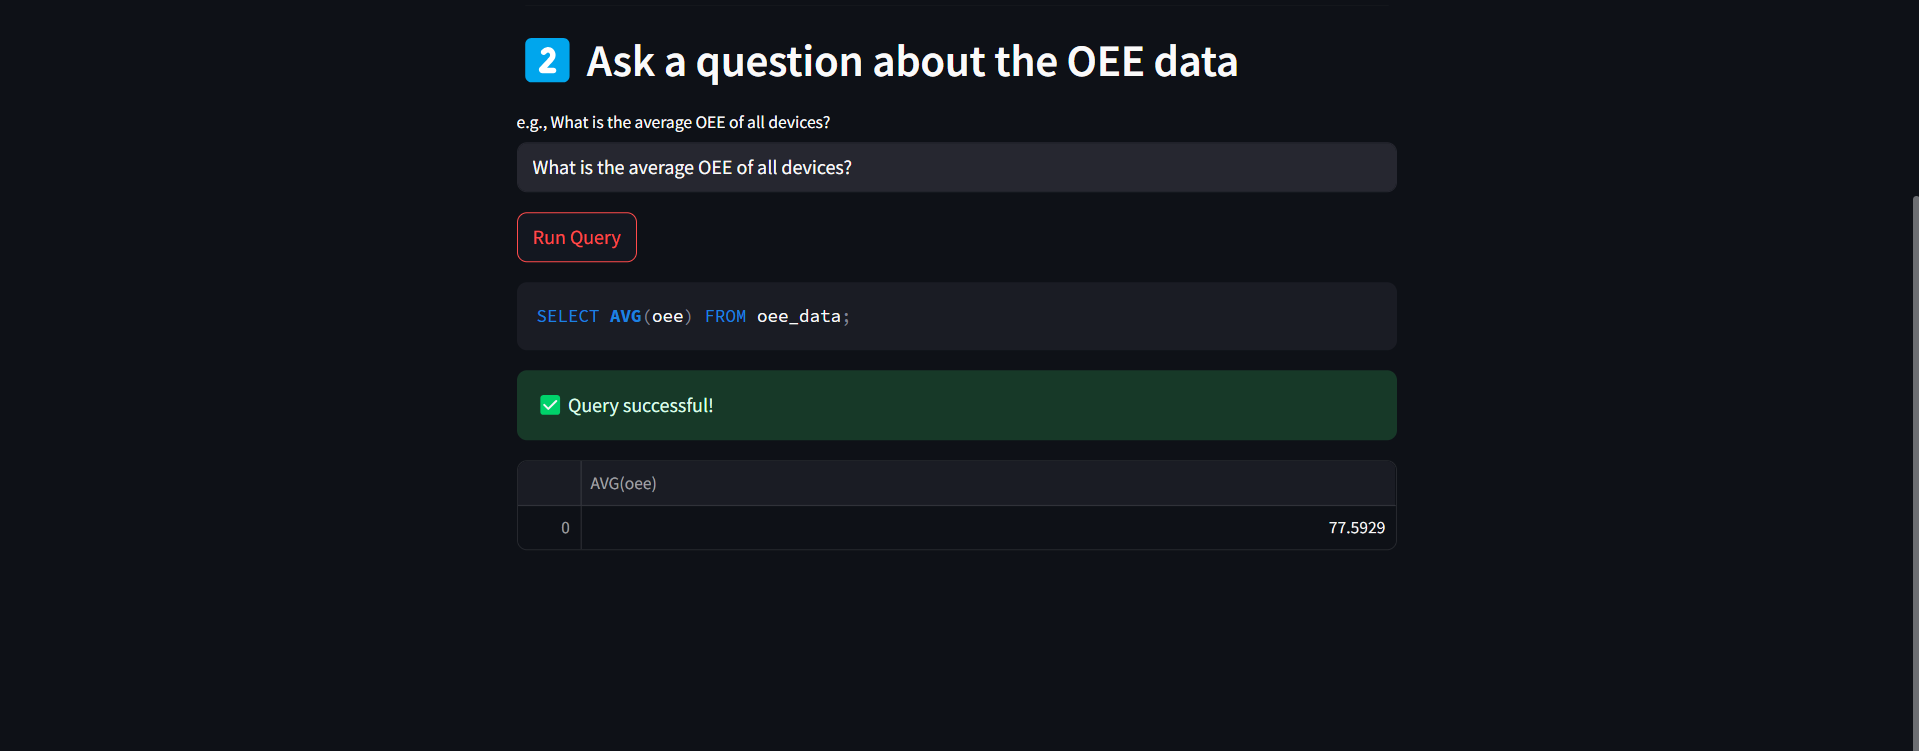 2 Ask a question about the OEE data
e.g., What is the average OEE of all devices?
What is the average OEE of all devices?
Run Query
SELECT AVG(oee) FROM oee_data;
✅ Query successful!
AVG(oee)
0 77.5929